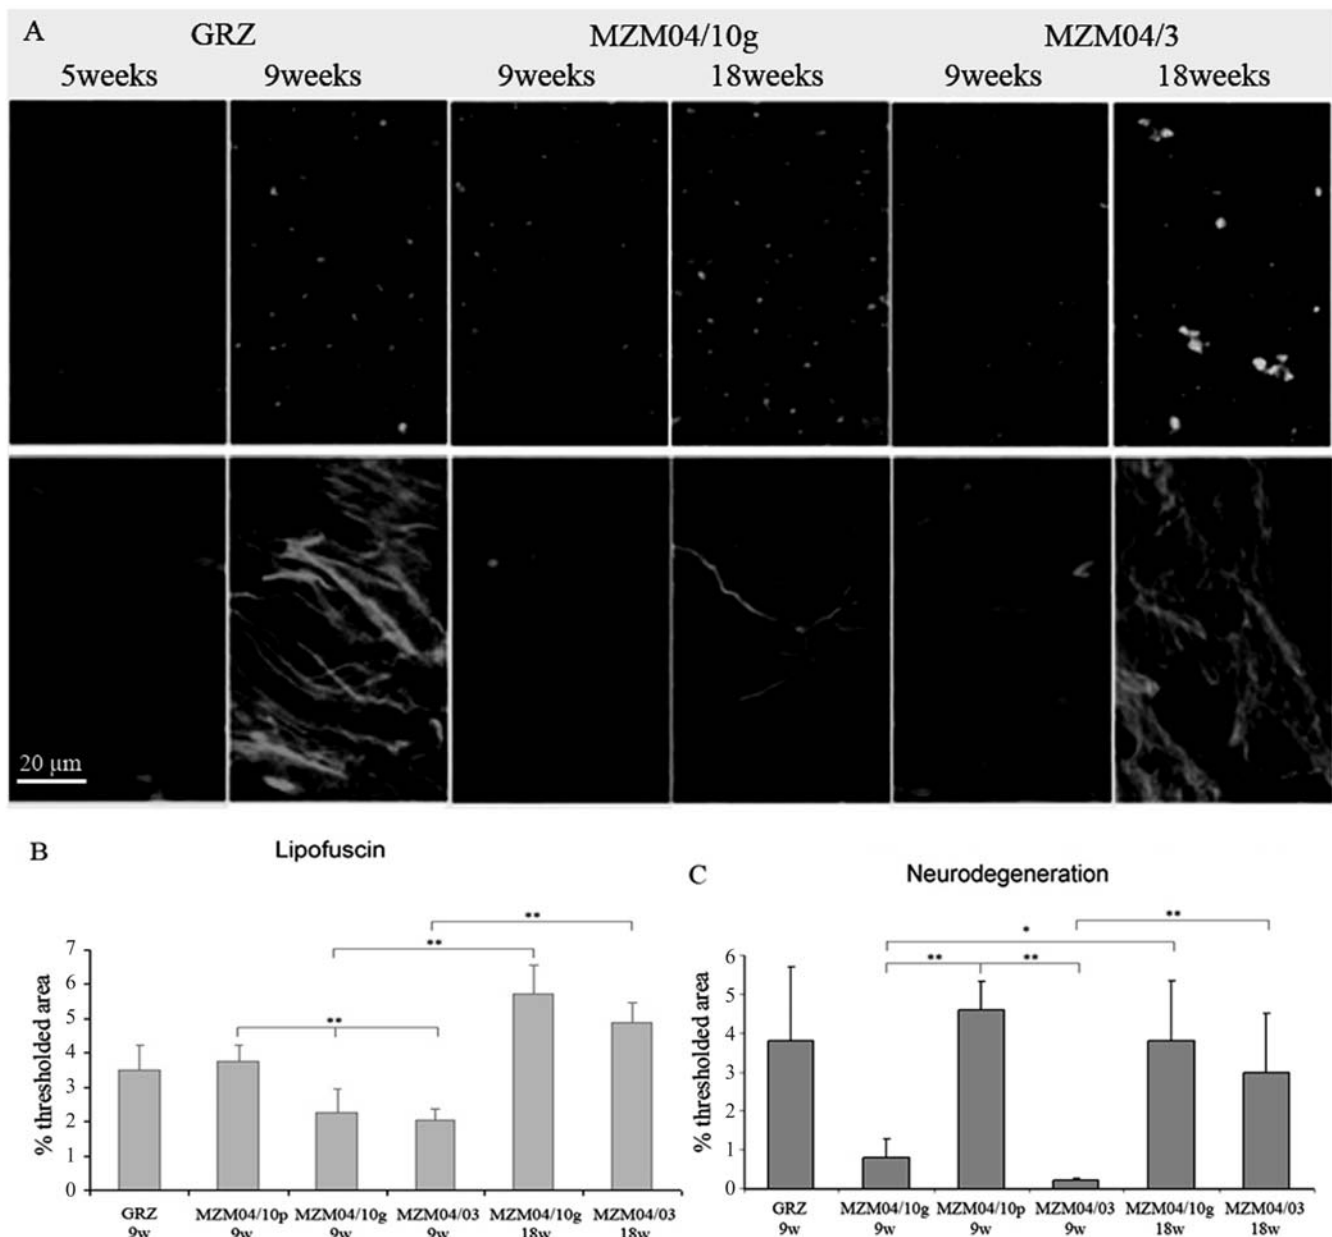 A
GRZ MZM04/10g MZM04/3
5weeks 9weeks 9weeks 18weeks 9weeks 18weeks
20 µm
B
Lipofuscin
% thresholded area
7
6
5
4
3
2
1
0
**
**
**
GRZ 9w
MZM04/10p 9w
MZM04/10g 9w
MZM04/03 9w
MZM04/10g 18w
MZM04/03 18w
C
Neurodegeneration
% thresholded area
6
5
4
3
2
1
0
**
*
** **
GRZ 9w
MZM04/10g 9w
MZM04/10p 9w
MZM04/03 9w
MZM04/10g 18w
MZM04/03 18w